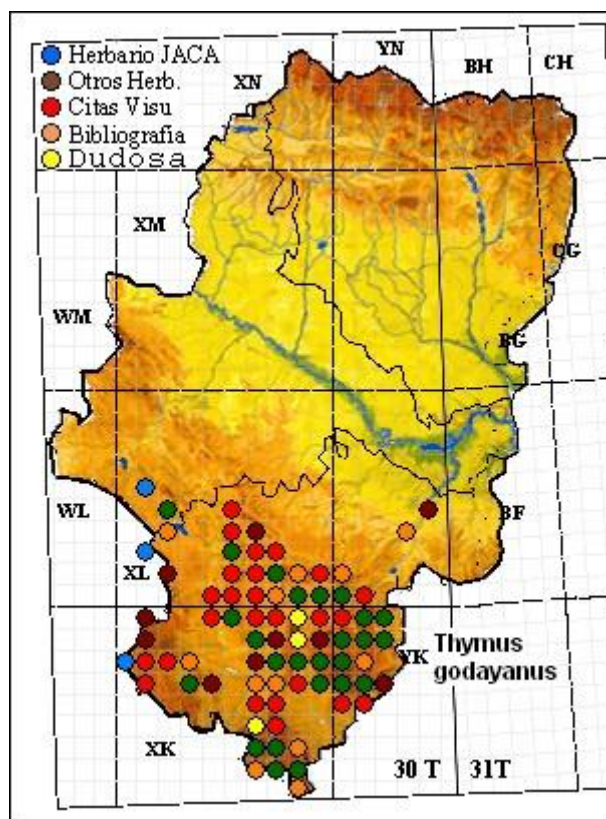 Herbario JACA
Otros Herb.
Citas Visu
Bibliografía
Dudosa
YN
XN
BH
CH
XM
CG
WM
BG
WL
BF
XL
YK
Thymus
godayanus
XK
30 T
31T